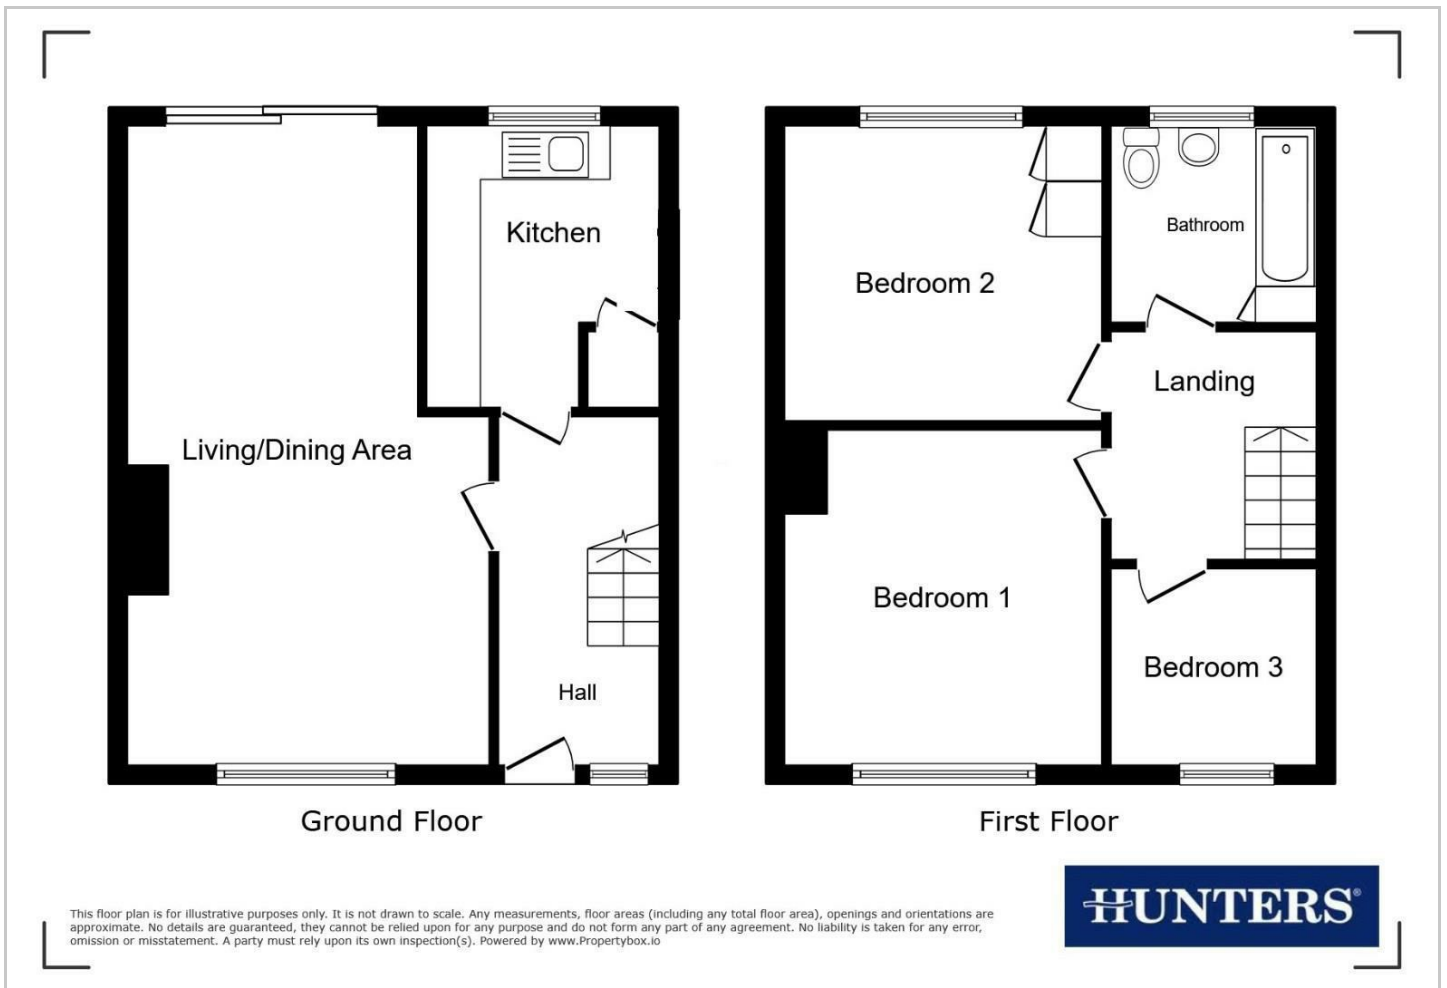 Kitchen
Living/Dining Area
Hall
Ground Floor
Bedroom 2
Bathroom
Landing
Bedroom 1
Bedroom 3
First Floor
HUNTERS®
This floor plan is for illustrative purposes only. It is not drawn to scale. Any measurements, floor areas (including any total floor area), openings and orientations are
approximate. No details are guaranteed, they cannot be relied upon for any purpose and do not form any part of any agreement. No liability is taken for any error,
omission or misstatement. A party must rely upon its own inspection(s). Powered by www.Propertybox.io